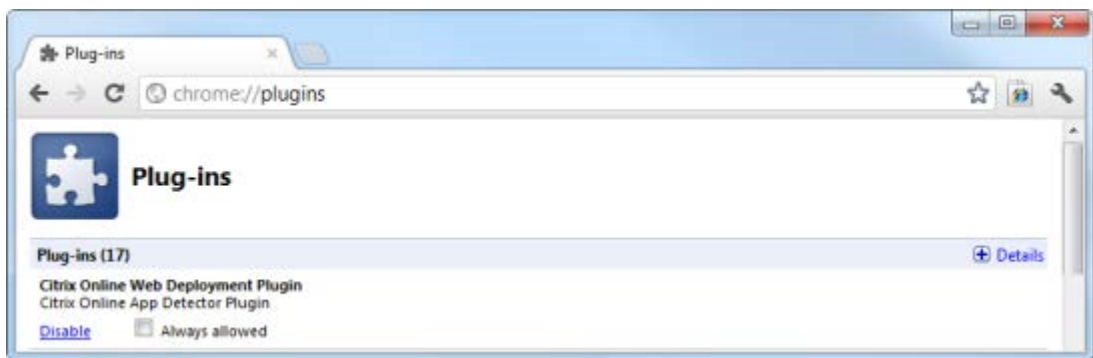 Plug-ins
chrome://plugins
Plug-ins
Plug-ins (17)
Details
Citrix Online Web Deployment Plugin
Citrix Online App Detector Plugin
Disable
Always allowed